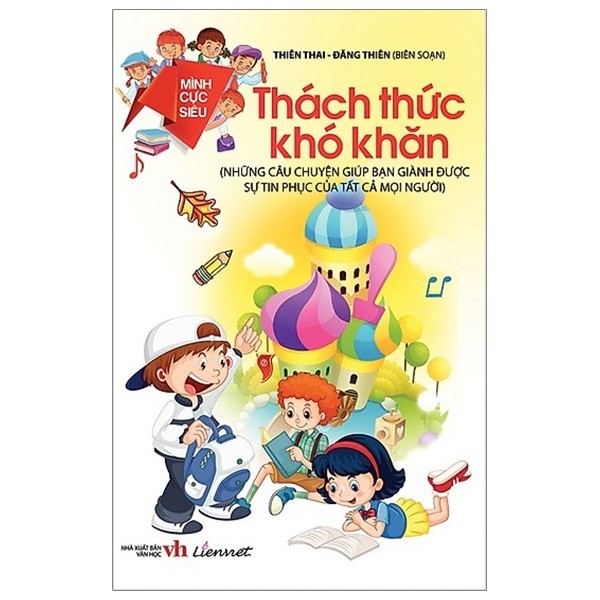 THIÊN THAI - ĐĂNG THIÊN (BIÊN SOẠN)
MÌNH
CỰC
SIÊU
Thách thức
khó khăn
(NHỮNG CÂU CHUYỆN GIÚP BẠN GIÀNH ĐƯỢC
SỰ TIN PHỤC CỦA TẤT CẢ MỌI NGƯỜI)
NHÀ XUẤT BẢN
VĂN HỌC
vh Liennet